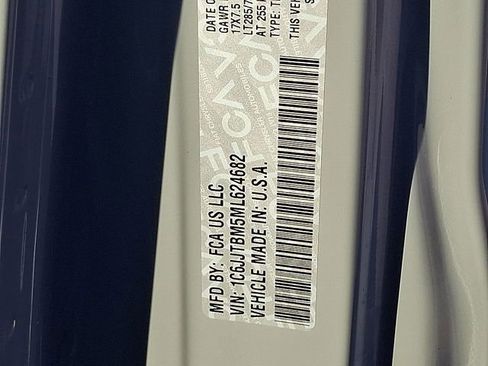 MFD BY: FCA US LLC
DATE O
VIN: 1C6JJTBM5ML624682
GAWR
17X7.5
VEHICLE MADE IN: U.S.A.
LT285/7
AT 255
TYPE: T
THIS VE